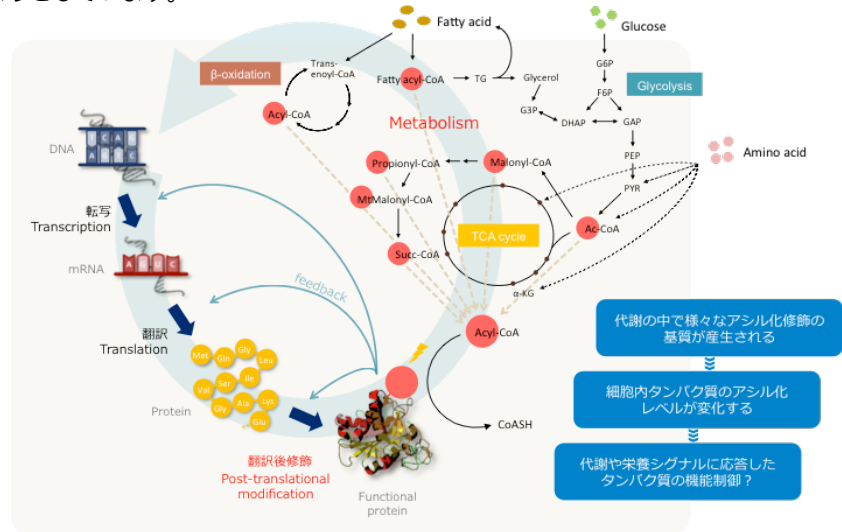 Fatty acid
Glucose
β-oxidation
Trans-
enoyl-CoA
Fatty acyl-CoA
TG
Glycerol
G6P
F6P
Glycolysis
Acyl-CoA
G3P
DHAP
GAP
Metabolism
DNA
U C A U
PEP
Amino acid
Propionyl-CoA
Malonyl-CoA
PYR
MtMalonyl-CoA
転写
Transcription
TCA cycle
Ac-CoA
Succ-CoA
mRNA
A G U C
feedback
α-KG
Acyl-CoA
翻訳
Translation
Met Gln Gly Leu
Val Ser Ile
Gly Ala Lys
Glu
Protein
CoASH
翻訳後修飾
Post-translational
modification
Functional
protein
代謝の中で様々なアシル化修飾の
基質が産生される
細胞内タンパク質のアシル化
レベルが変化する
代謝や栄養シグナルに応答した
タンパク質の機能制御？